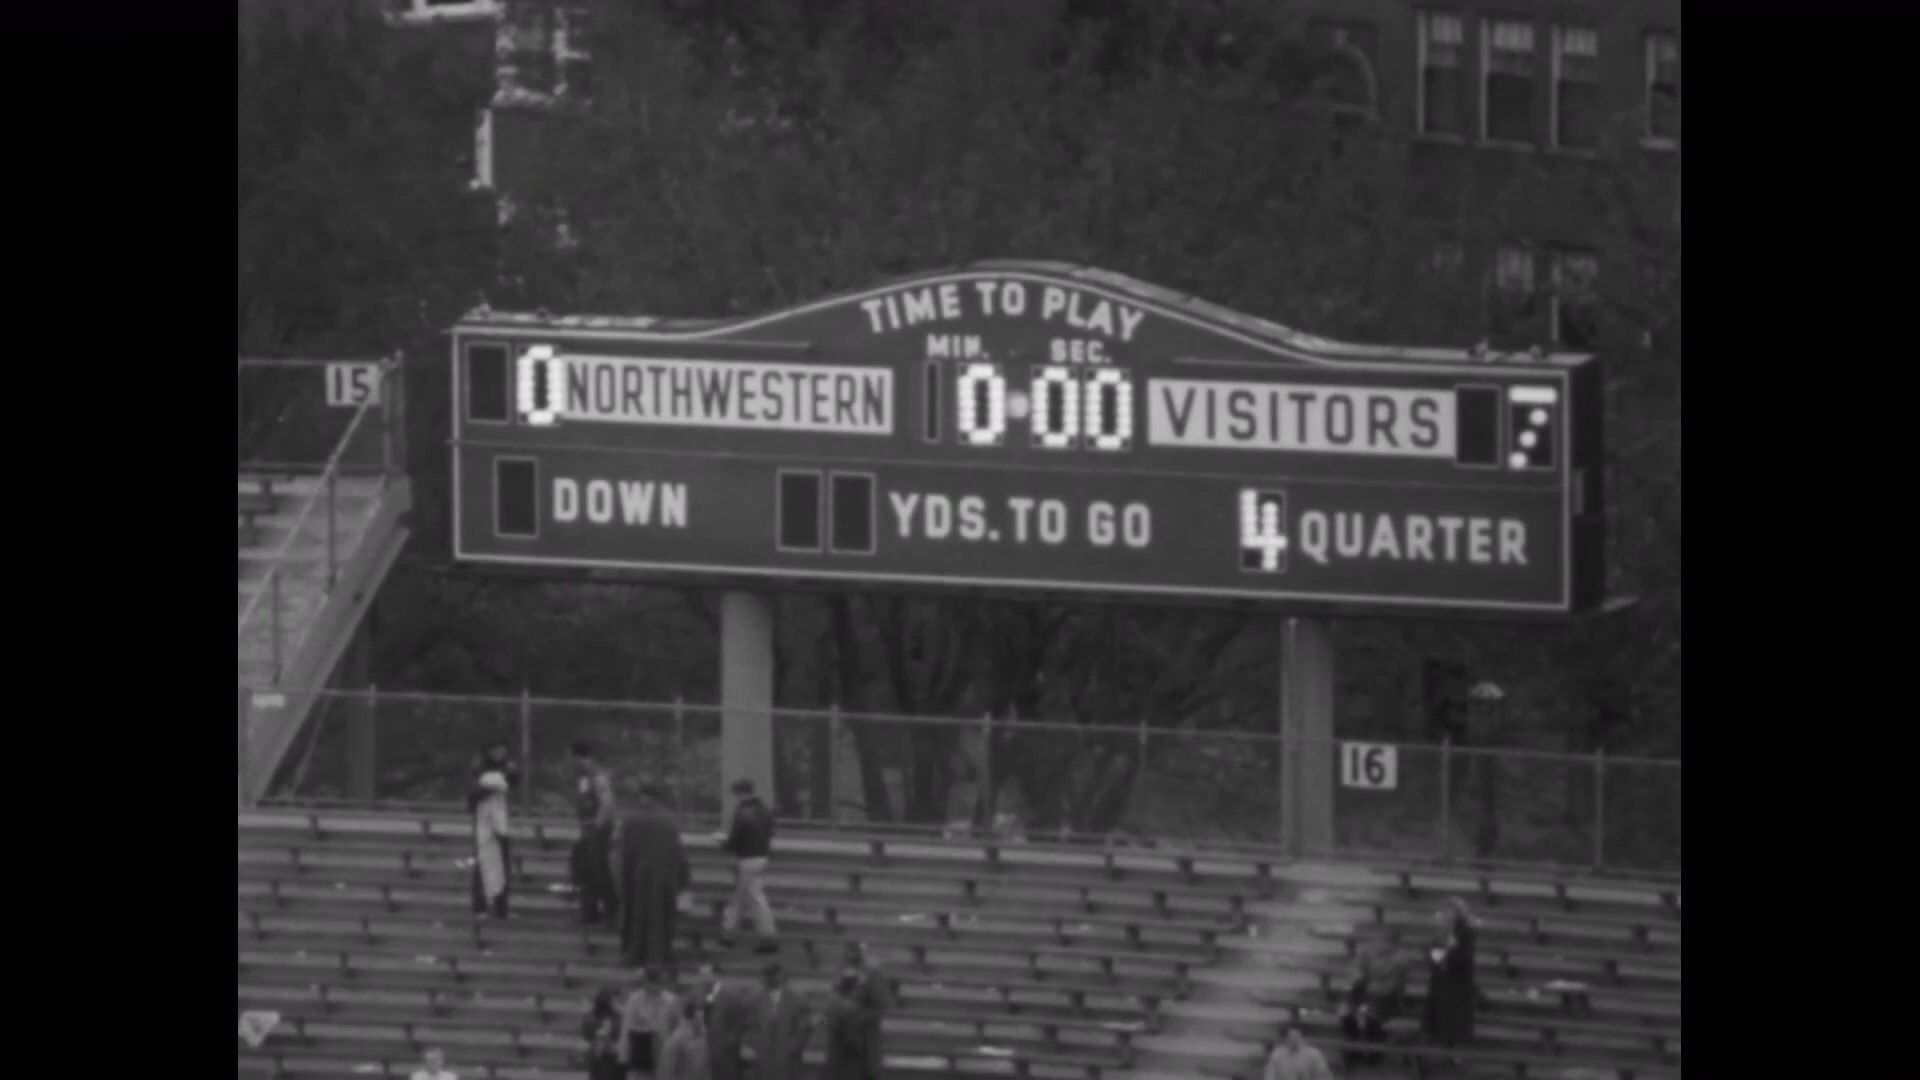 TIME TO PLAY
MIN. SEC.
0 NORTHWESTERN 0:00 VISITORS 7
DOWN YDS. TO GO 4 QUARTER
15
16